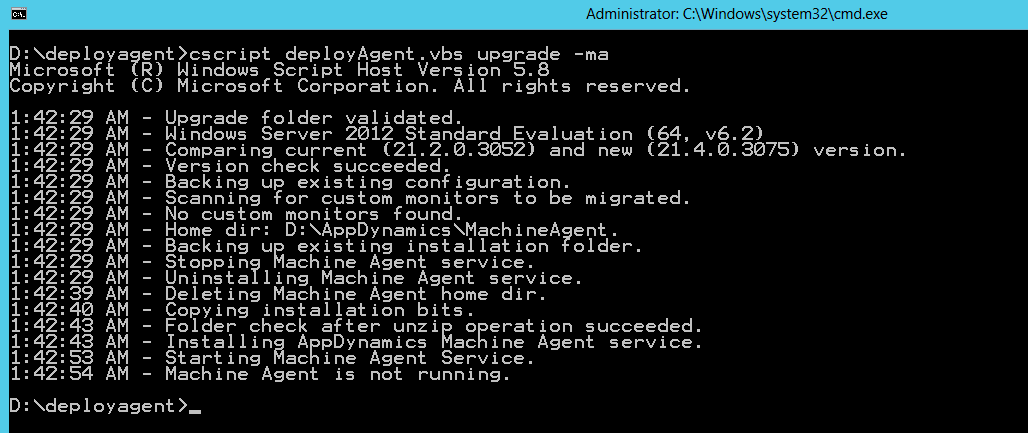 Administrator: C:\Windows\system32\cmd.exe
D:\deployagent>cscript deployAgent.vbs upgrade -ma
Microsoft (R) Windows Script Host Version 5.8
Copyright (C) Microsoft Corporation. All rights reserved.
1:42:29 AM - Upgrade folder validated.
1:42:29 AM - Windows Server 2012 Standard Evaluation (64, v6.2)
1:42:29 AM - Comparing current (21.2.0.3052) and new (21.4.0.3075) version.
1:42:29 AM - Version check succeeded.
1:42:29 AM - Backing up existing configuration.
1:42:29 AM - Scanning for custom monitors to be migrated.
1:42:29 AM - No custom monitors found.
1:42:29 AM - Home dir: D:\AppDynamics\MachineAgent.
1:42:29 AM - Backing up existing installation folder.
1:42:29 AM - Stopping Machine Agent service.
1:42:29 AM - Uninstalling Machine Agent service.
1:42:39 AM - Deleting Machine Agent home dir.
1:42:40 AM - Copying installation bits.
1:42:43 AM - Folder check after unzip operation succeeded.
1:42:43 AM - Installing AppDynamics Machine Agent service.
1:42:53 AM - Starting Machine Agent Service.
1:42:54 AM - Machine Agent is not running.
D:\deployagent>_